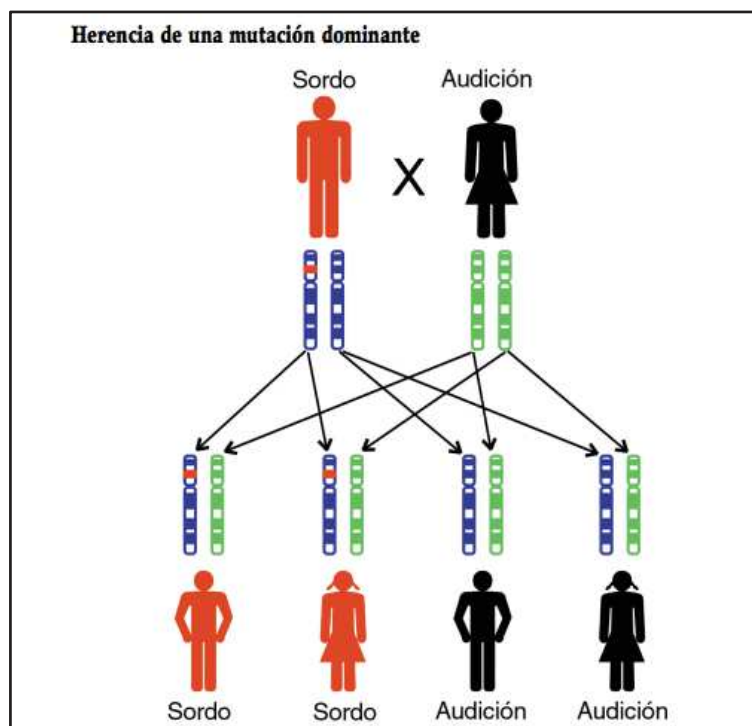 Herencia de una mutación dominante
Sordo Audición
X
Sordo Sordo Audición Audición